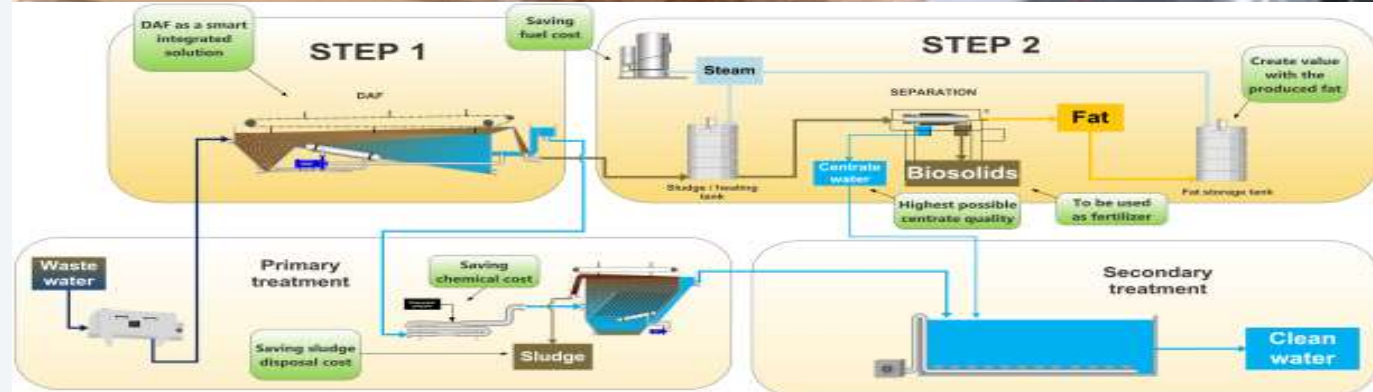 DAF as a smart
integrated
solution
STEP 1
DAF
Saving
fuel cost
Steam
STEP 2
SEPARATION
Fat
Create value
with the
produced fat
Centrate
water
Biosolids
Sludge / heating
tank
Fat storage tank
Highest possible
centrate quality
To be used
as fertilizer
Waste
water
Primary
treatment
Saving
chemical cost
Saving sludge
disposal cost
Sludge
Secondary
treatment
Clean
water